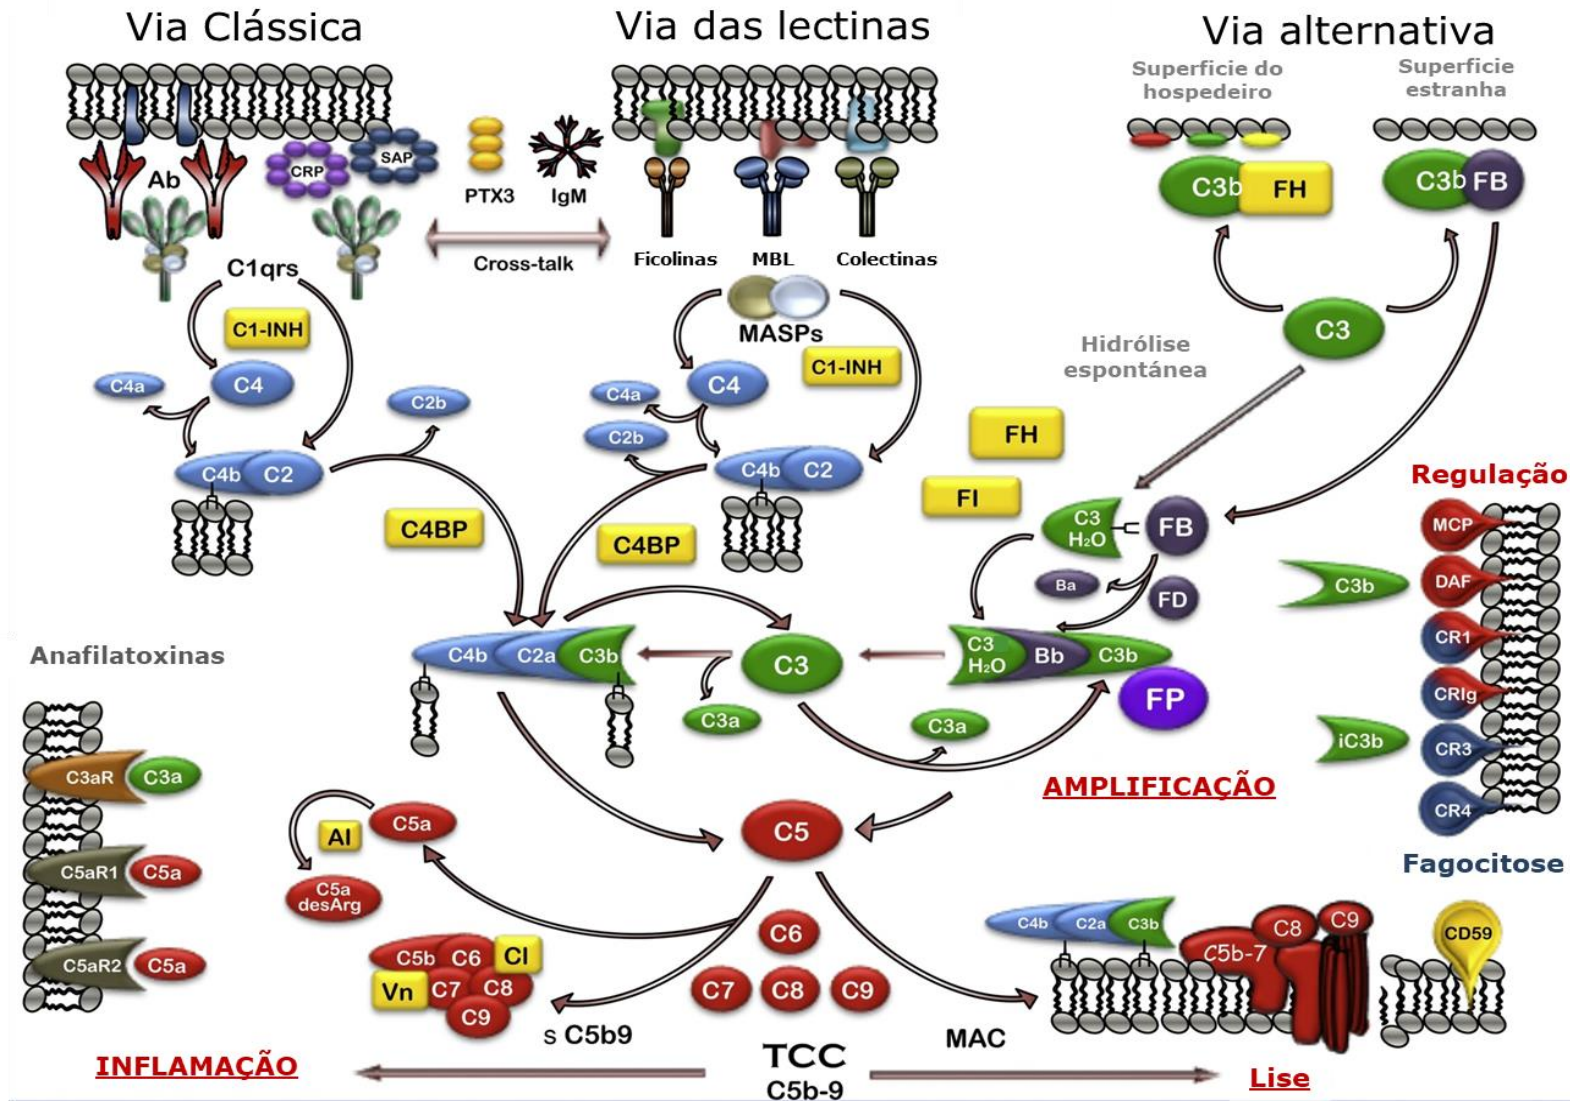 Via Clássica
Via das lectinas
Via alternativa
Superficie do
hospedeiro
Superficie
estranha
Ab
CRP
SAP
PTX3
IgM
C3b
FH
C3b
FB
Cross-talk
Ficolinas
MBL
Colectinas
C1qrs
MASPs
C1-INH
C1-INH
C3
Hidrólise
espontánea
C4a
C4
C2b
C4a
C4
C2b
C4b
C2
C4b
C2
FH
FI
C4BP
C4BP
C3
H₂O
FB
Ba
FD
Regulação
MCP
DAF
C3b
CR1
CRIg
iC3b
CR3
CR4
Fagocitose
C4b
C2a
C3b
C3
C3
H₂O
Bb
C3b
FP
C3a
C3a
AMPLIFICAÇÃO
Anafilatoxinas
C3aR
C3a
C5aR1
C5a
C5aR2
C5a
AI
C5a
C5a
desArg
C5
C6
C7
C8
C9
C5b
C6
CI
Vn
C7
C8
C9
s C5b9
MAC
C4b
C2a
C3b
C5b-7
C8
C9
CD59
INFLAMAÇÃO
TCC
C5b-9
Lise